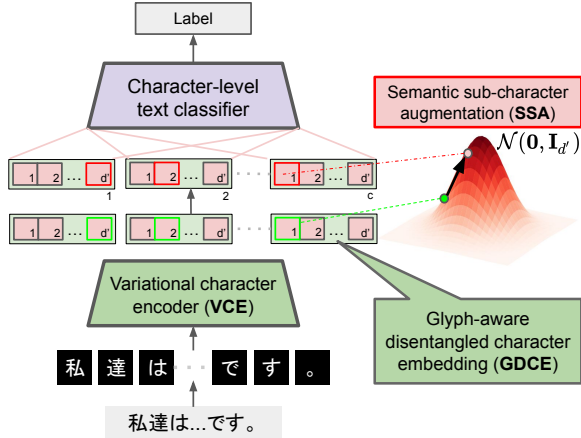 Label
Character-level
text classifier
Semantic sub-character
augmentation (SSA)
𝒩(0, I_d')
1 2 ... d' 1 2 ... d' 1 2 ... d'
1 2 c
1 2 ... d' 1 2 ... d' 1 2 ... d'
Variational character
encoder (VCE)
Glyph-aware
disentangled character
embedding (GDCE)
私 達 は ··· で す 。
私達は...です。